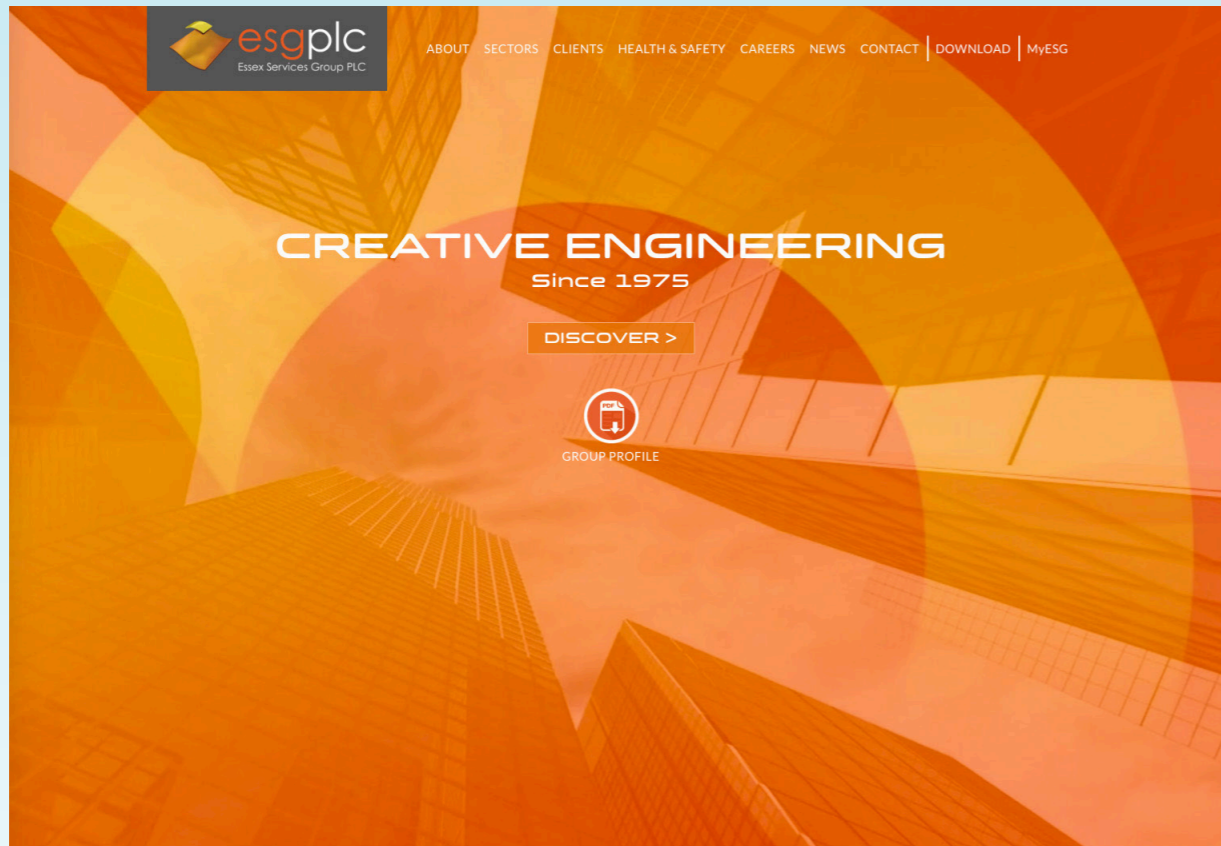 esgplc
Essex Services Group PLC
ABOUT SECTORS CLIENTS HEALTH & SAFETY CAREERS NEWS CONTACT DOWNLOAD MyESG
CREATIVE ENGINEERING
Since 1975
DISCOVER >
PDF
GROUP PROFILE